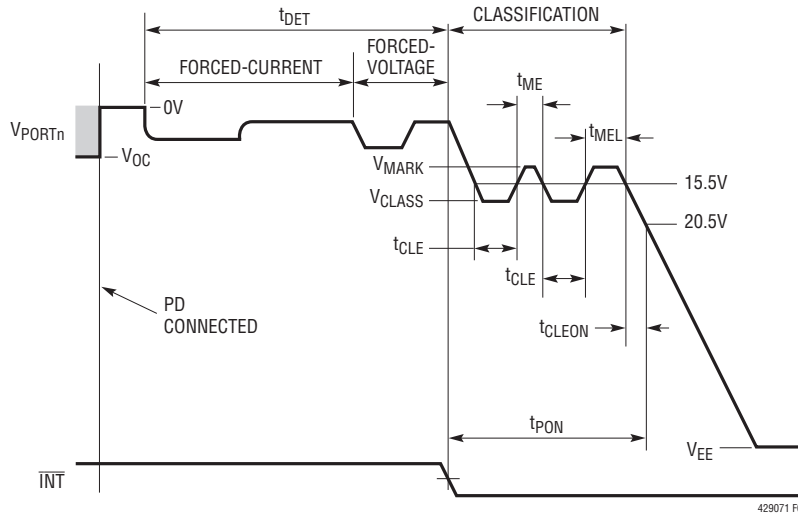 tDET
CLASSIFICATION
FORCED-CURRENT
FORCED-
VOLTAGE
tME
tMEL
0V
VPORTn
VOC
VMARK
15.5V
VCLASS
20.5V
tCLE
tCLE
PD
CONNECTED
tCLEON
tPON
VEE
INT
429071 F